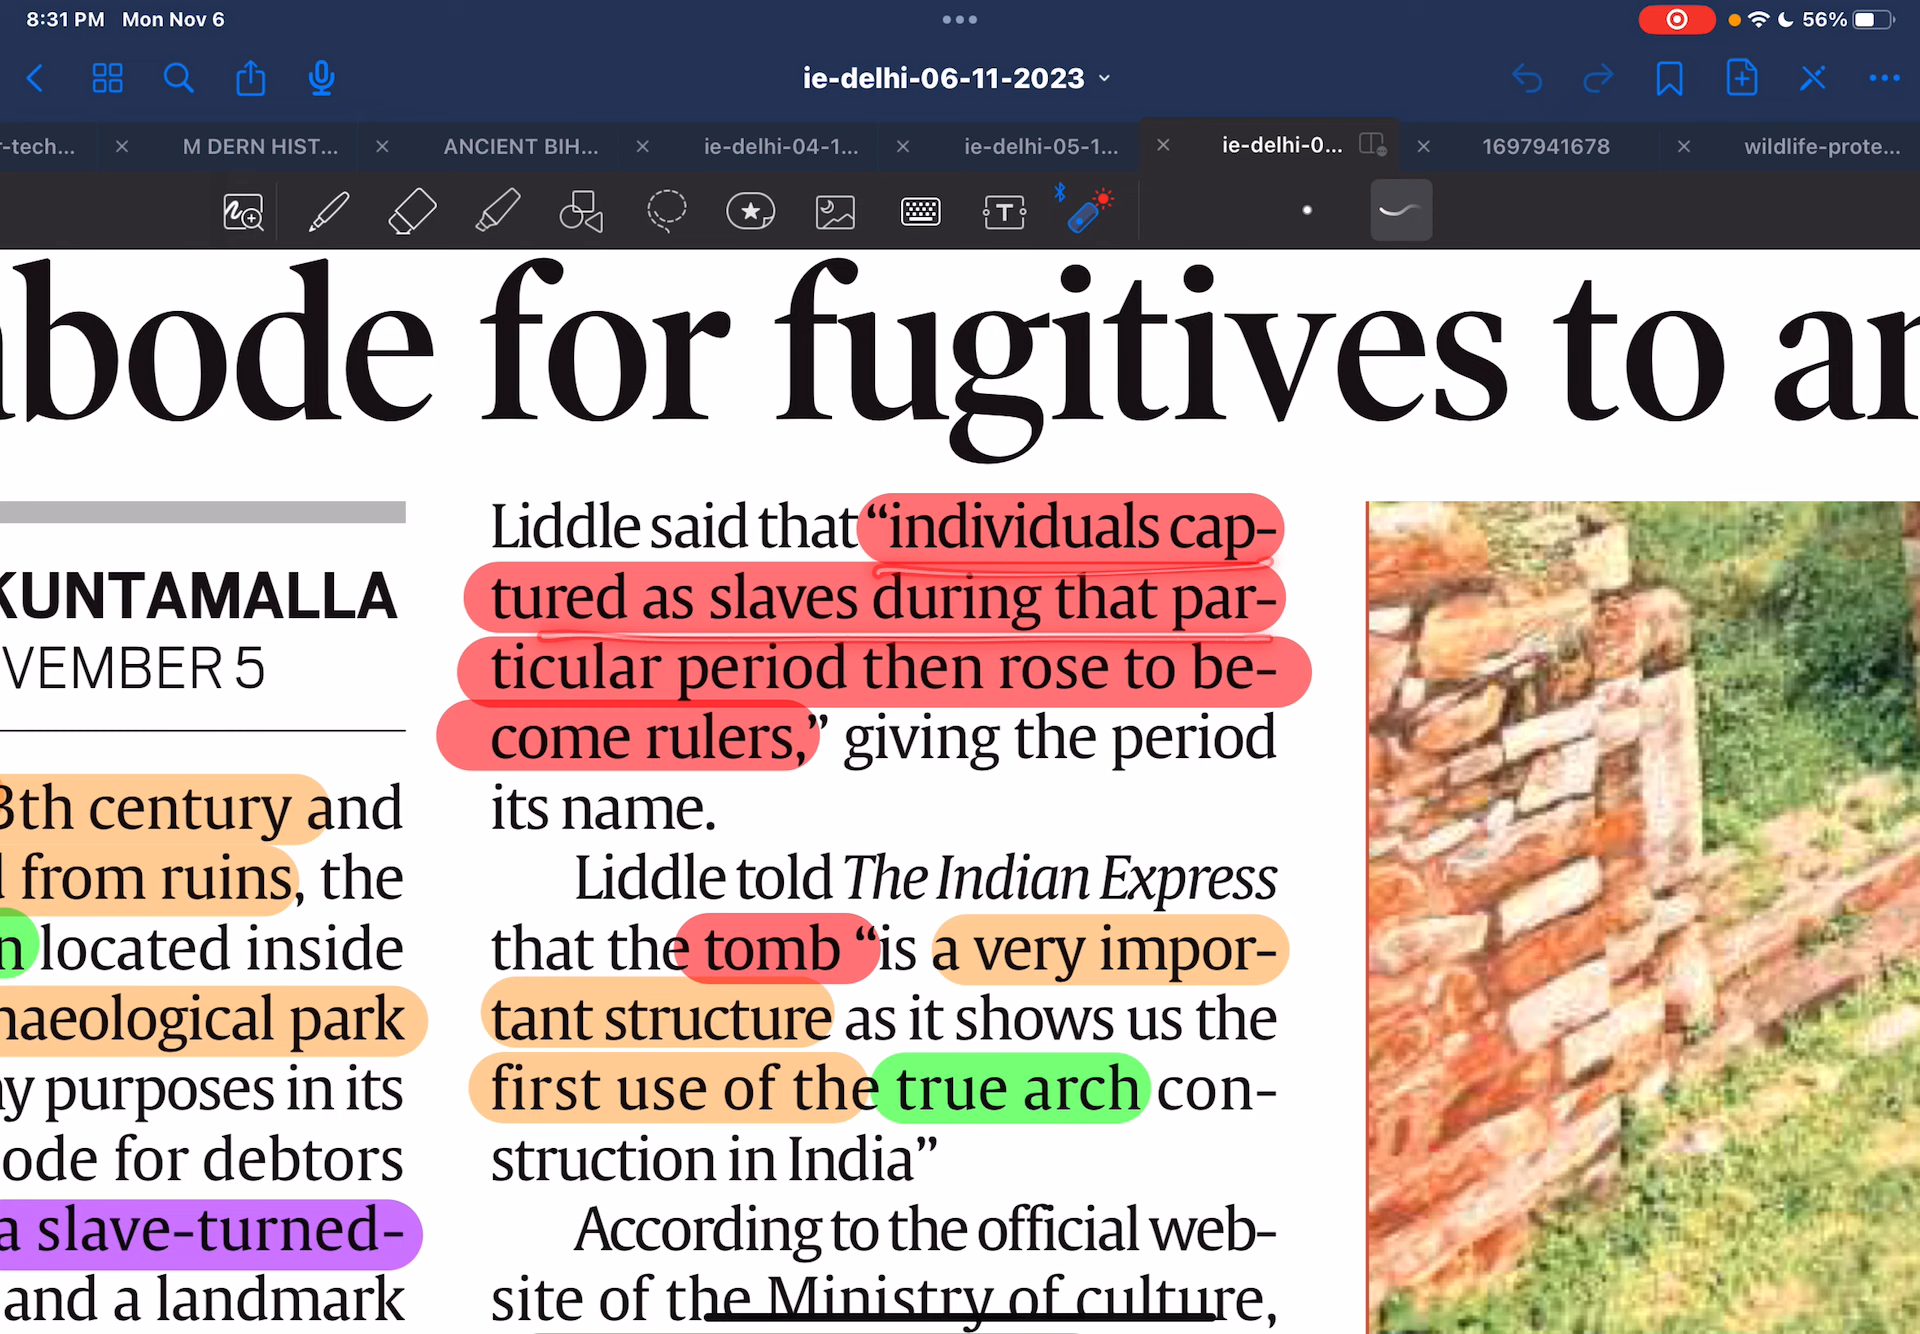 8:31 PM Mon Nov 6
56%
ie-delhi-06-11-2023
-tech...
M DERN HIST...
ANCIENT BIH...
ie-delhi-04-1...
ie-delhi-05-1...
ie-delhi-0...
1697941678
wildlife-prote...
bode for fugitives to ar
KUNTAMALLA
VEMBER 5
3th century and
from ruins, the
n located inside
haeological park
y purposes in its
ode for debtors
a slave-turned-
and a landmark
Liddle said that “individuals cap-
tured as slaves during that par-
ticular period then rose to be-
come rulers,” giving the period
its name.
Liddle told The Indian Express
that the tomb “is a very impor-
tant structure as it shows us the
first use of the true arch con-
struction in India”
According to the official web-
site of the Ministry of culture,